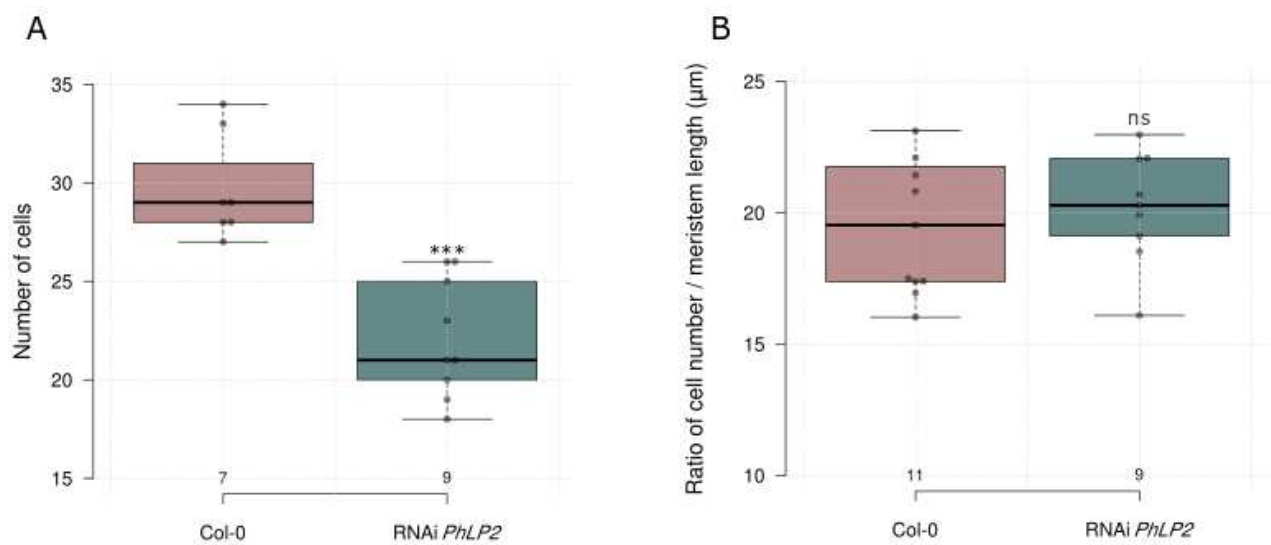 A
Number of cells
35
30
25
20
15
***
7
9
Col-0
RNAi PhLP2
B
Ratio of cell number / meristem length (µm)
25
20
15
10
ns
11
9
Col-0
RNAi PhLP2